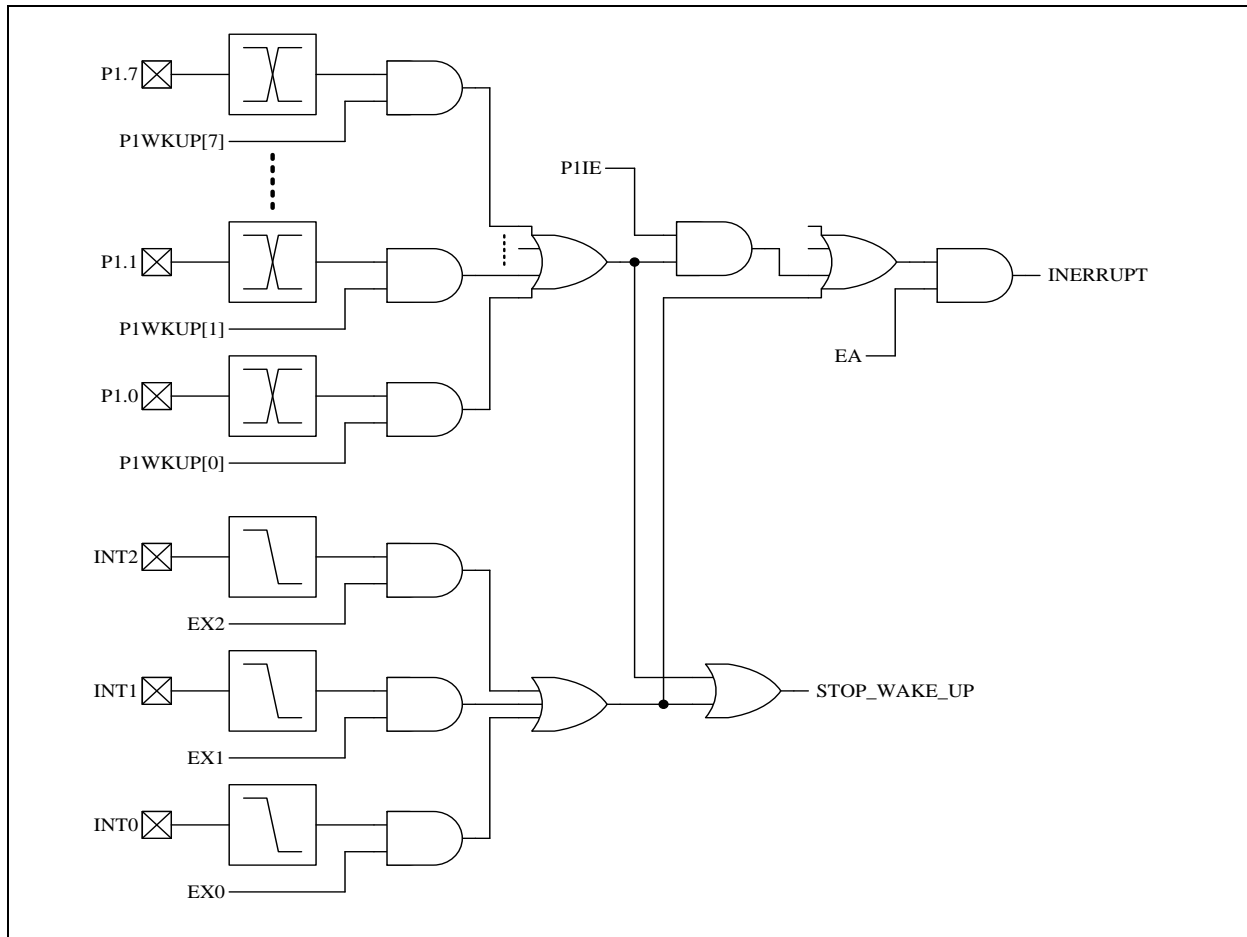 P1.7
P1WKUP[7]
P1IE
P1.1
INERRUPT
P1WKUP[1]
EA
P1.0
P1WKUP[0]
INT2
EX2
INT1
STOP_WAKE_UP
EX1
INT0
EX0